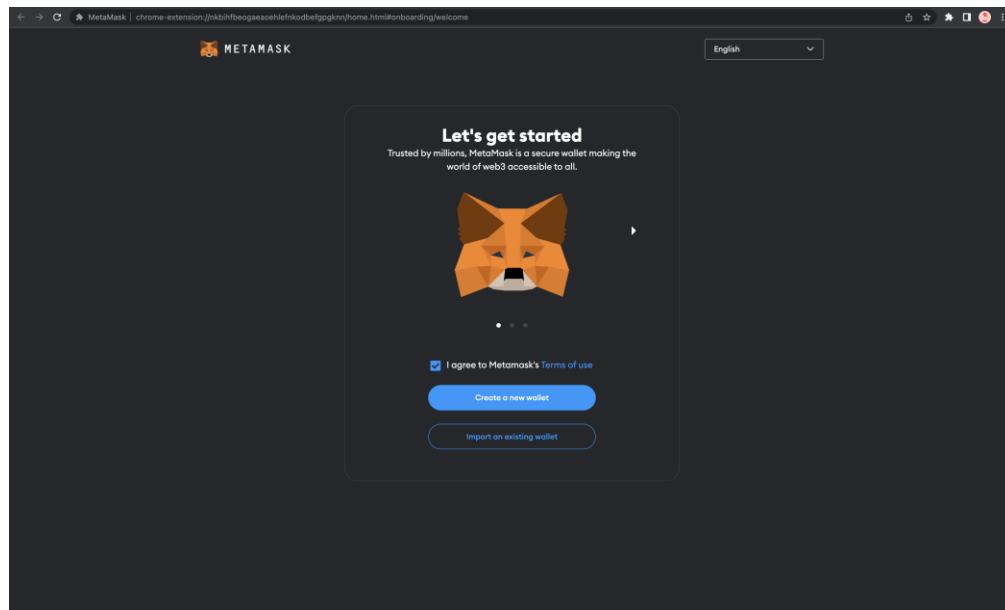 MetaMask | chrome-extension://nkbihfbeogaeaoehlefnkodbefgpgknn/home.html#onboarding/welcome
METAMASK
English
Let's get started
Trusted by millions, MetaMask is a secure wallet making the
world of web3 accessible to all.
I agree to Metamask's Terms of use
Create a new wallet
Import an existing wallet